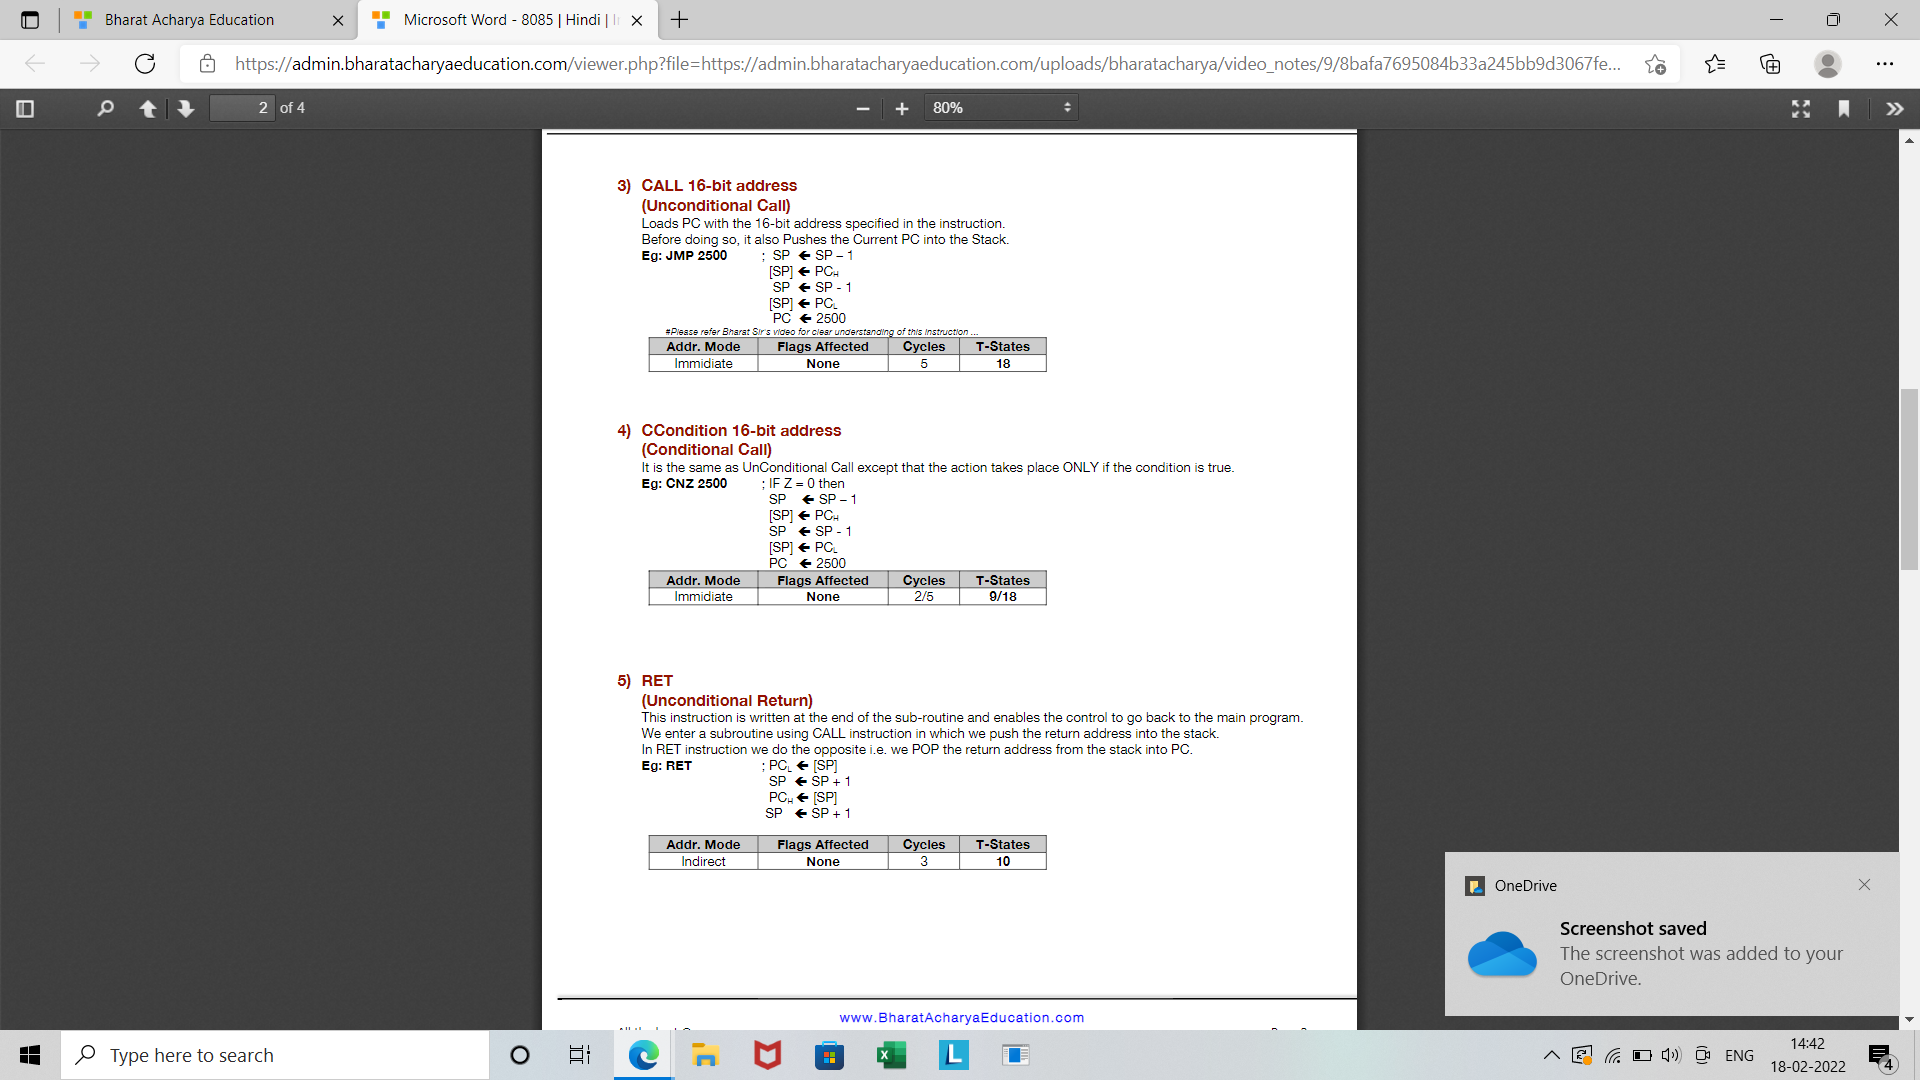 Bharat Acharya Education
Microsoft Word - 8085 | Hindi |
https://admin.bharatacharyaeducation.com/viewer.php?file=https://admin.bharatacharyaeducation.com/uploads/bharatacharya/video_notes/9/8bafa7695084b33a245bb9d3067fe...
2 of 4
80%
3) CALL 16-bit address
(Unconditional Call)
Loads PC with the 16-bit address specified in the instruction.
Before doing so, it also Pushes the Current PC into the Stack.
Eg: JMP 2500 ; SP ← SP – 1
[SP] ← PCH
SP ← SP - 1
[SP] ← PCL
PC ← 2500
#Please refer Bharat Sir's video for clear understanding of this instruction ...
Addr. Mode Flags Affected Cycles T-States
Immidiate None 5 18
4) CCondition 16-bit address
(Conditional Call)
It is the same as UnConditional Call except that the action takes place ONLY if the condition is true.
Eg: CNZ 2500 ; IF Z = 0 then
SP ← SP – 1
[SP] ← PCH
SP ← SP - 1
[SP] ← PCL
PC ← 2500
Addr. Mode Flags Affected Cycles T-States
Immidiate None 2/5 9/18
5) RET
(Unconditional Return)
This instruction is written at the end of the sub-routine and enables the control to go back to the main program.
We enter a subroutine using CALL instruction in which we push the return address into the stack.
In RET instruction we do the opposite i.e. we POP the return address from the stack into PC.
Eg: RET ; PCL ← [SP]
SP ← SP + 1
PCH ← [SP]
SP ← SP + 1
Addr. Mode Flags Affected Cycles T-States
Indirect None 3 10
www.BharatAcharyaEducation.com
OneDrive
Screenshot saved
The screenshot was added to your
OneDrive.
Type here to search
ENG
14:42
18-02-2022
4